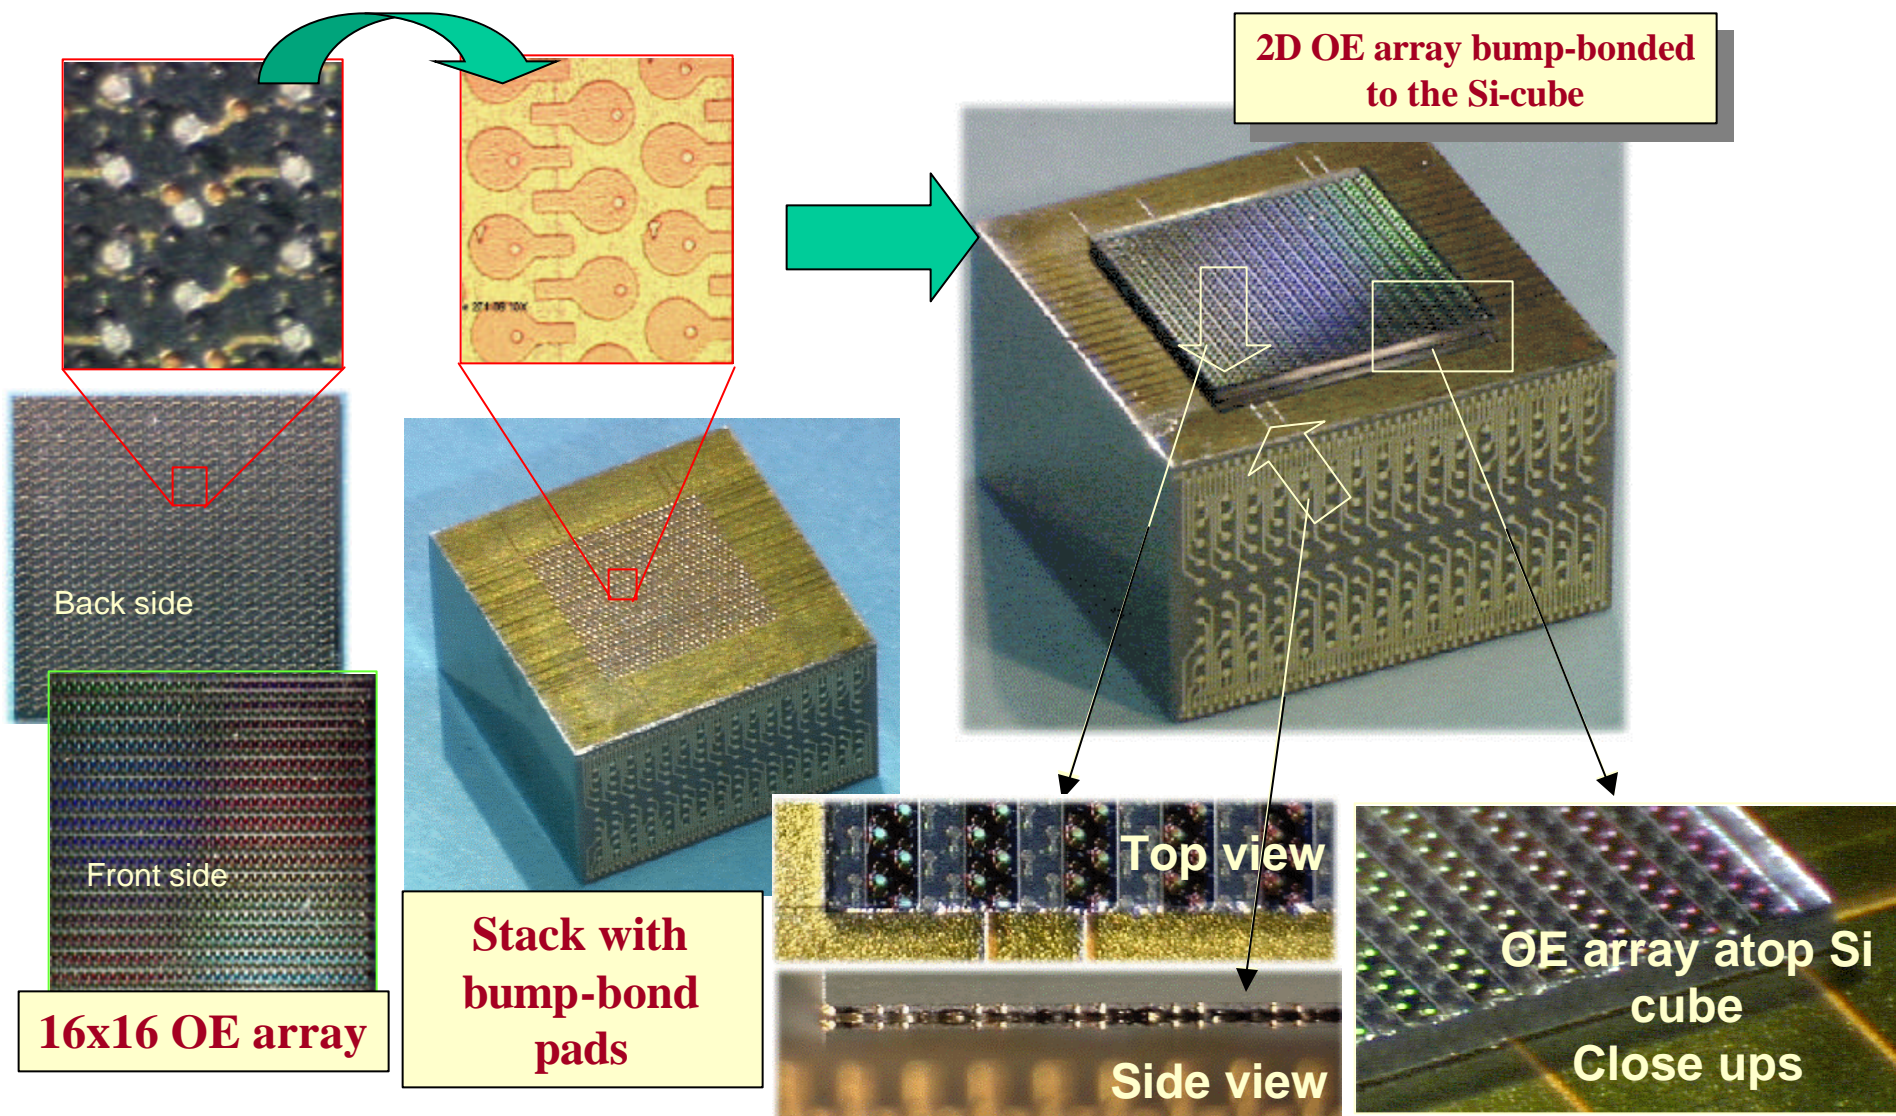 2D OE array bump-bonded
to the Si-cube
Back side
Front side
16x16 OE array
Stack with
bump-bond
pads
Top view
Side view
OE array atop Si
cube
Close ups